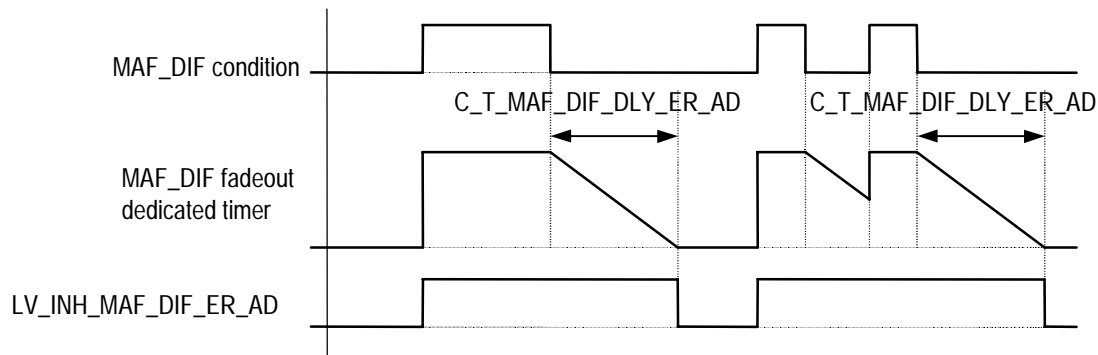 MAF_DIF condition
C_T_MAF_DIF_DLY_ER_AD
C_T_MAF_DIF_DLY_ER_AD
MAF_DIF fadeout
dedicated timer
LV_INH_MAF_DIF_ER_AD